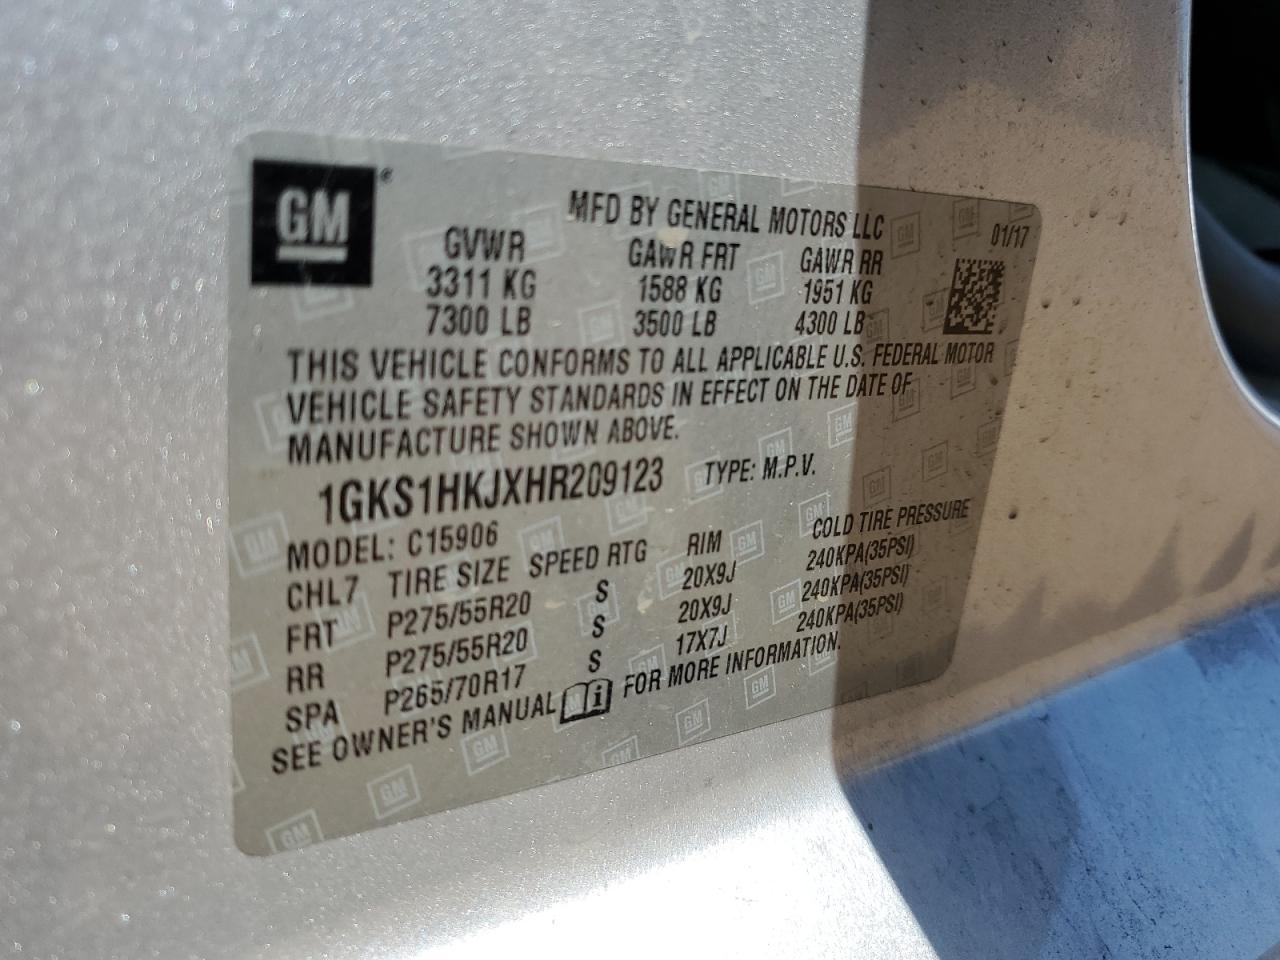 GM®
MFD BY GENERAL MOTORS LLC
01/17
GVWR GAWR FRT GAWR RR
3311 KG 1588 KG 1951 KG
7300 LB 3500 LB 4300 LB
THIS VEHICLE CONFORMS TO ALL APPLICABLE U.S. FEDERAL MOTOR
VEHICLE SAFETY STANDARDS IN EFFECT ON THE DATE OF
MANUFACTURE SHOWN ABOVE.
1GKS1HKJXHR209123 TYPE: M.P.V.
MODEL: C15906
CHL7 TIRE SIZE SPEED RTG RIM COLD TIRE PRESSURE
FRT P275/55R20 S 20X9J 240KPA(35PSI)
RR P275/55R20 S 20X9J 240KPA(35PSI)
SPA P265/70R17 S 17X7J 240KPA(35PSI)
SEE OWNER'S MANUAL FOR MORE INFORMATION.